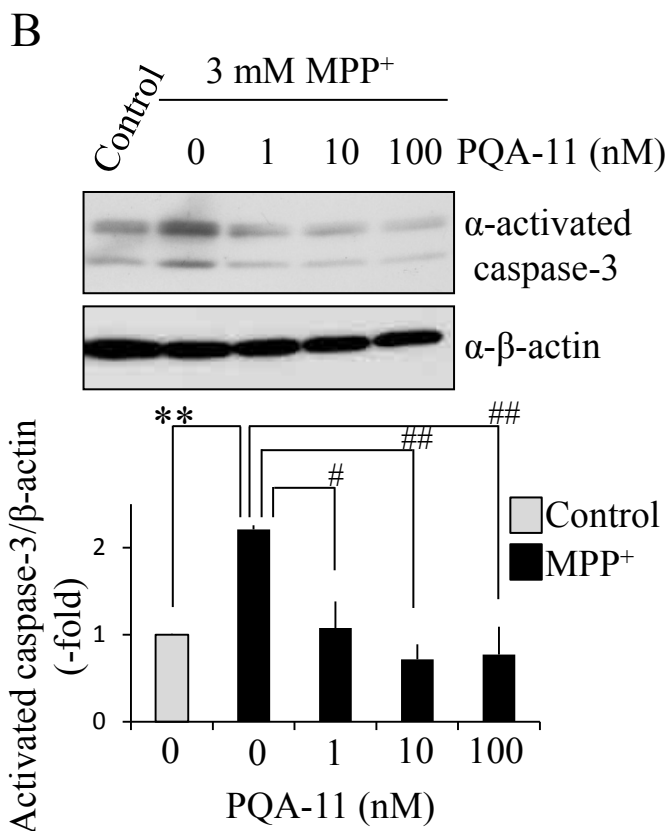 B
3 mM MPP⁺
Control 0 1 10 100 PQA-11 (nM)
α-activated
caspase-3
α-β-actin
** # ## ##
Activated caspase-3/β-actin
(-fold)
2
1
0
Control
MPP⁺
0 0 1 10 100
PQA-11 (nM)